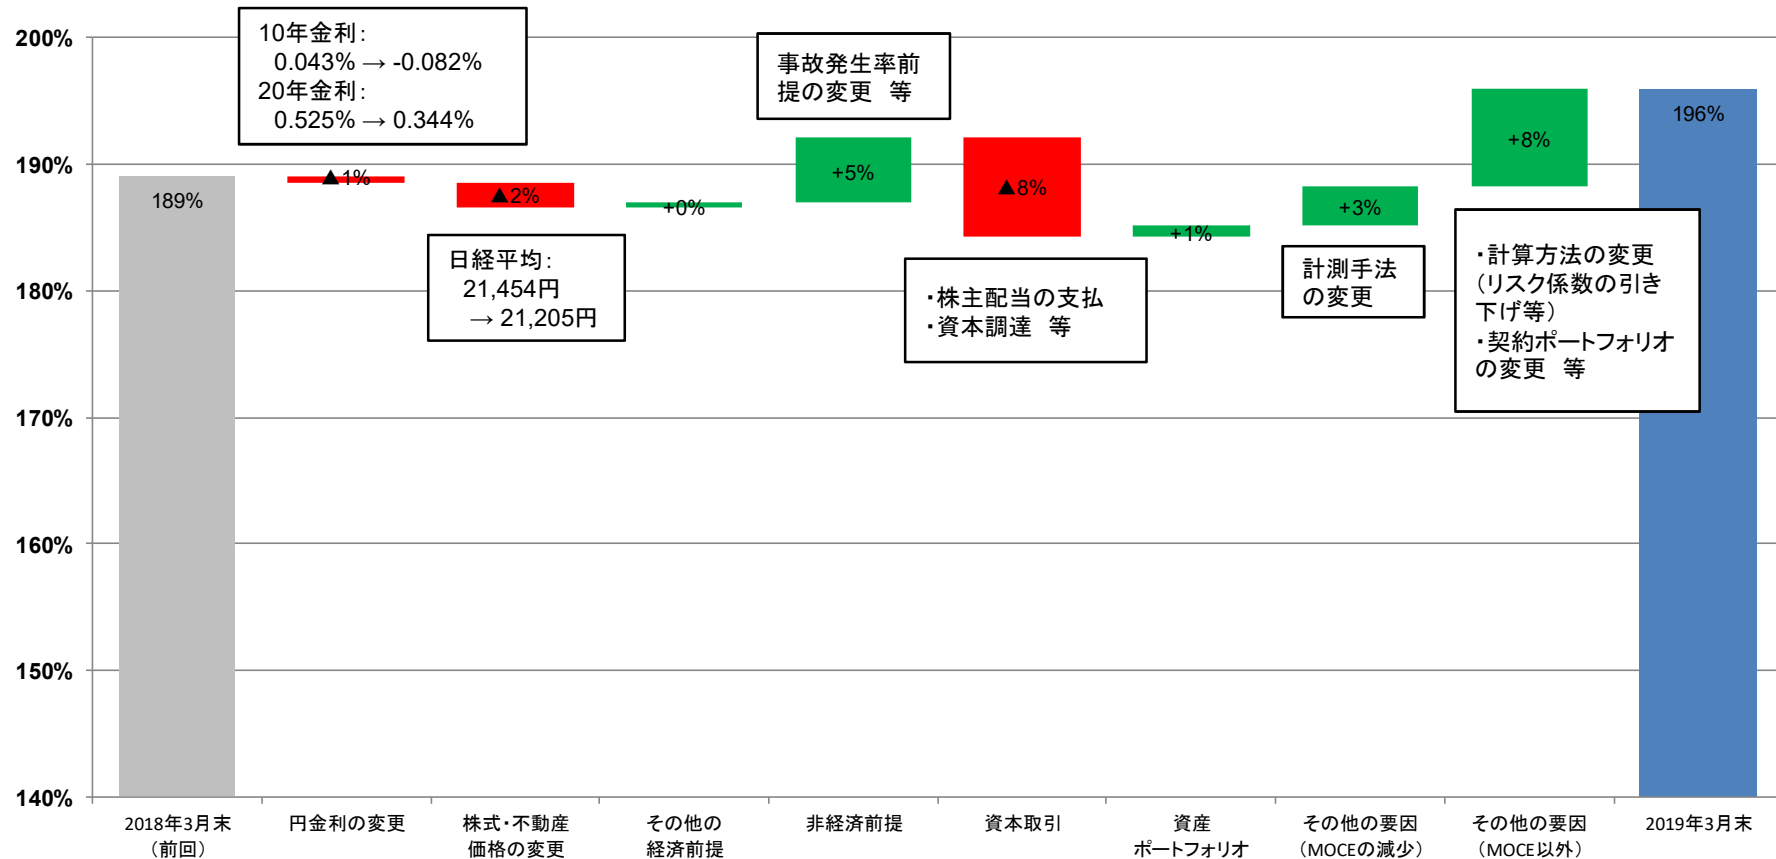 200%
190%
180%
170%
160%
150%
140%
10年金利：
0.043% → -0.082%
20年金利：
0.525% → 0.344%
事故発生率前
提の変更　等
189%
▲1%
▲2%
+0%
+5%
▲8%
+1%
+3%
+8%
196%
日経平均：
21,454円
→ 21,205円
・株主配当の支払
・資本調達　等
計測手法
の変更
・計算方法の変更
（リスク係数の引き
下げ等）
・契約ポートフォリオ
の変更　等
2018年3月末
（前回）
円金利の変更
株式・不動産
価格の変更
その他の
経済前提
非経済前提
資本取引
資産
ポートフォリオ
その他の要因
（MOCEの減少）
その他の要因
（MOCE以外）
2019年3月末